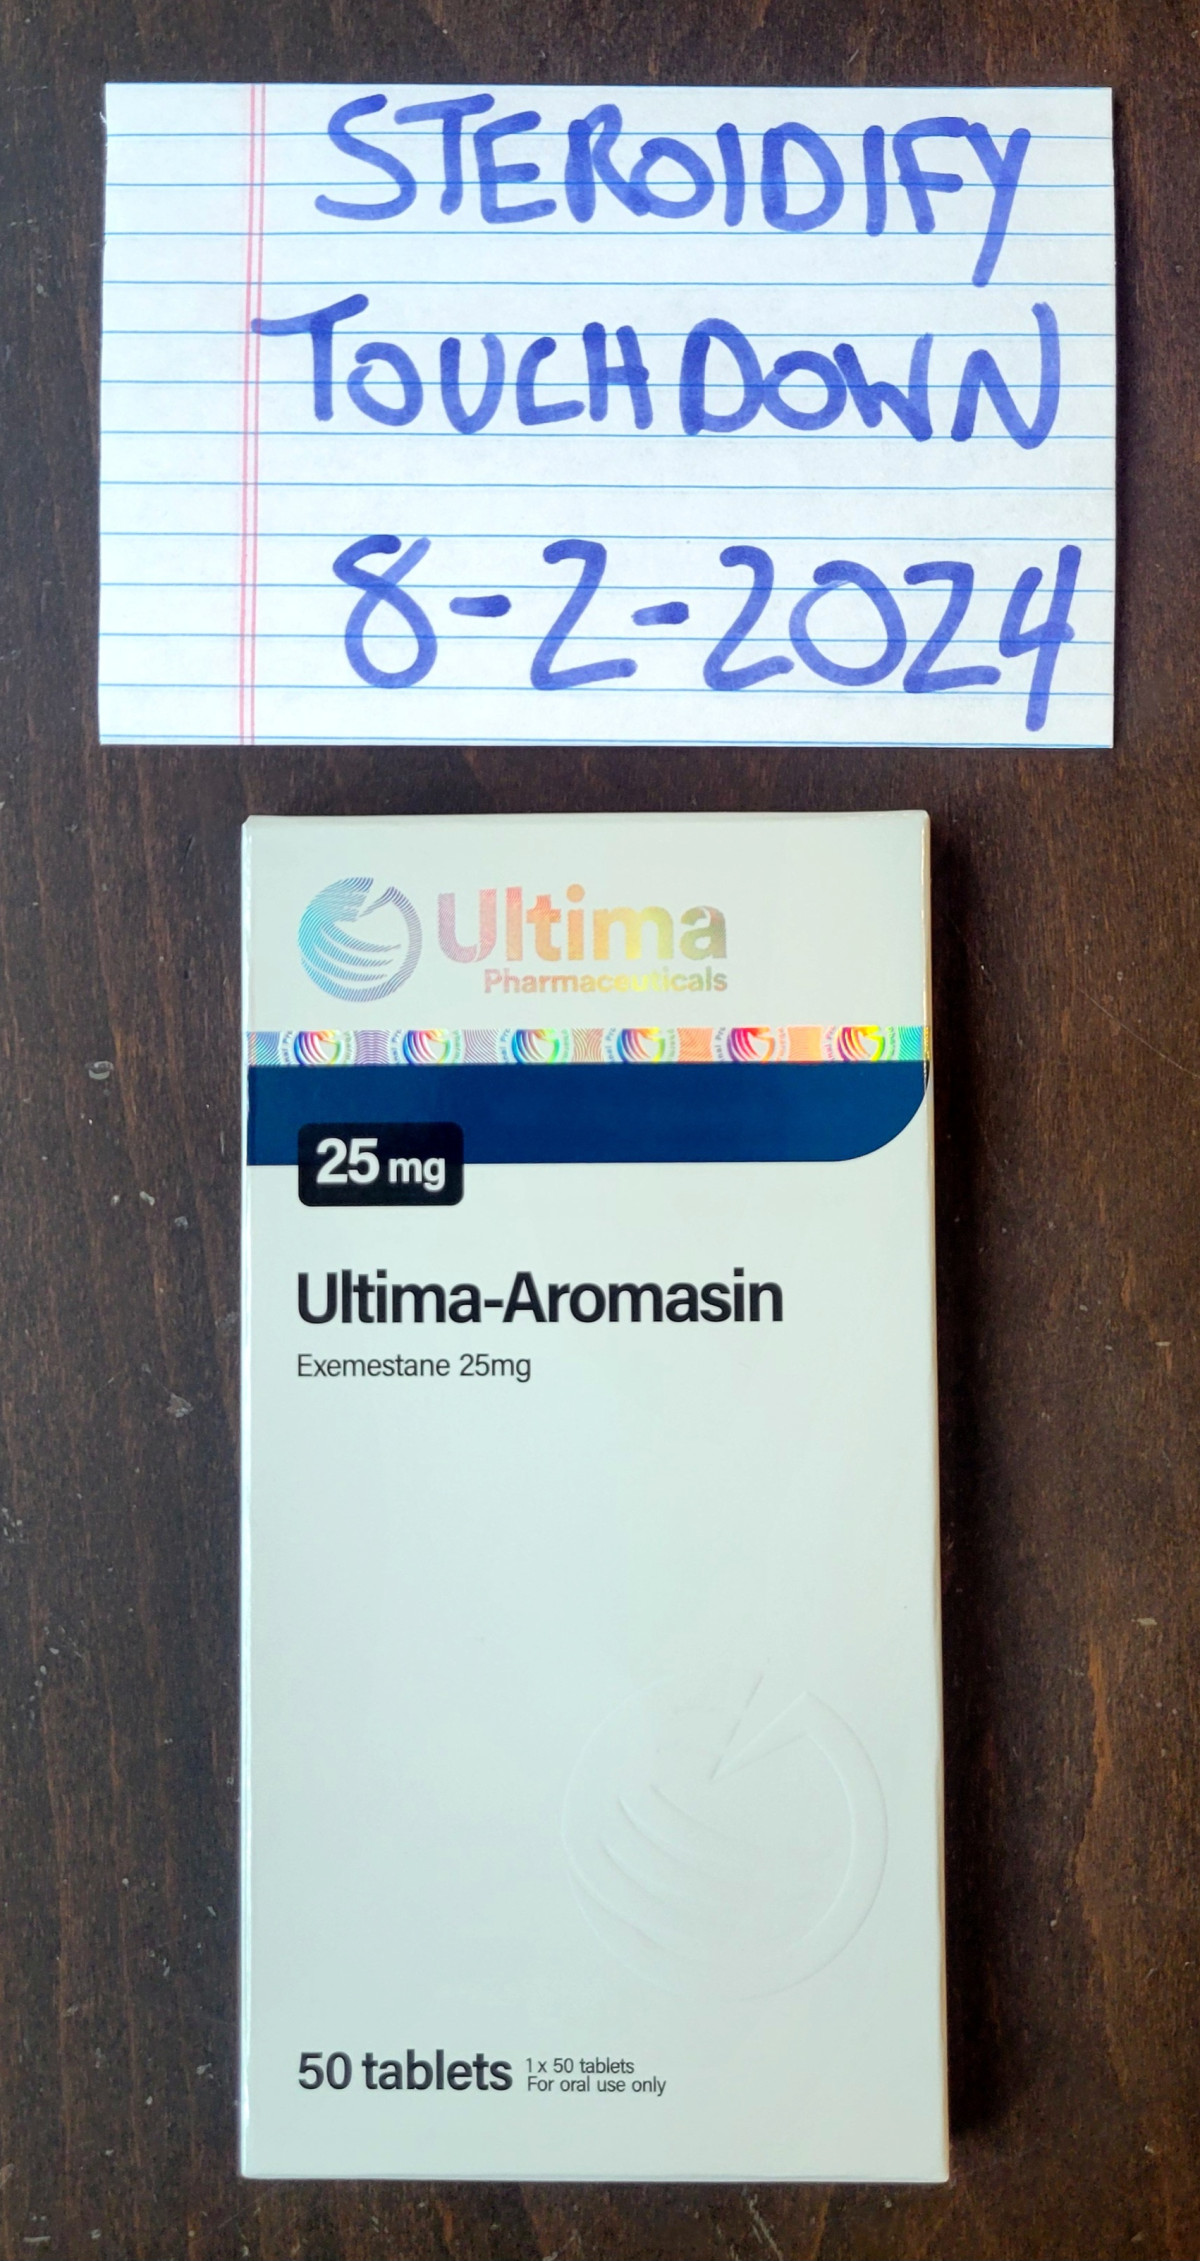 STEROIDIFY
TOUCHDOWN
8-2-2024
Ultima
Pharmaceuticals
25 mg
Ultima-Aromasin
Exemestane 25mg
50 tablets
1 x 50 tablets
For oral use only